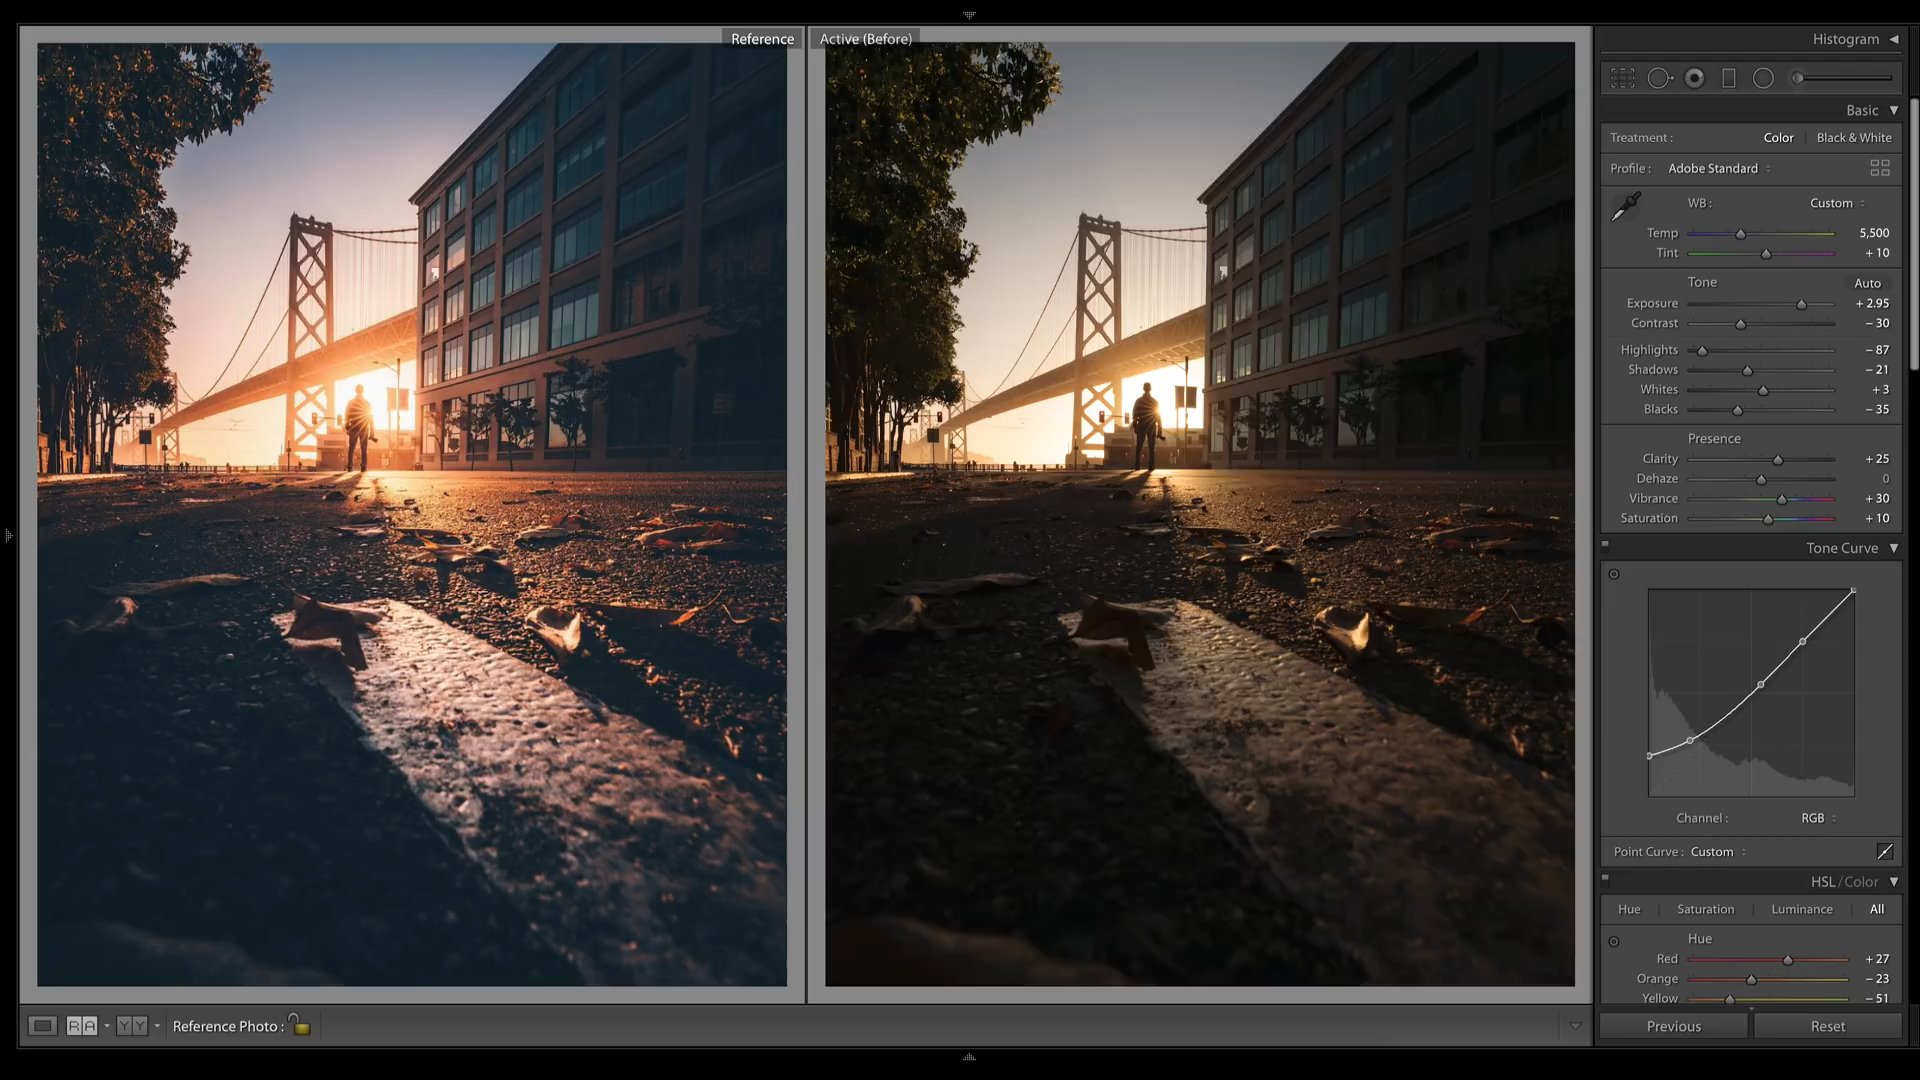 Reference
Active (Before)
Histogram
Basic
Treatment : Color Black & White
Profile : Adobe Standard
WB : Custom
Temp 5,500
Tint + 10
Tone Auto
Exposure + 2.95
Contrast − 30
Highlights − 87
Shadows − 21
Whites + 3
Blacks − 35
Presence
Clarity + 25
Dehaze 0
Vibrance + 30
Saturation + 10
Tone Curve
Channel : RGB
Point Curve : Custom
HSL / Color
Hue Saturation Luminance All
Hue
Red + 27
Orange − 23
Yellow − 51
R A Y Y Reference Photo :
Previous Reset